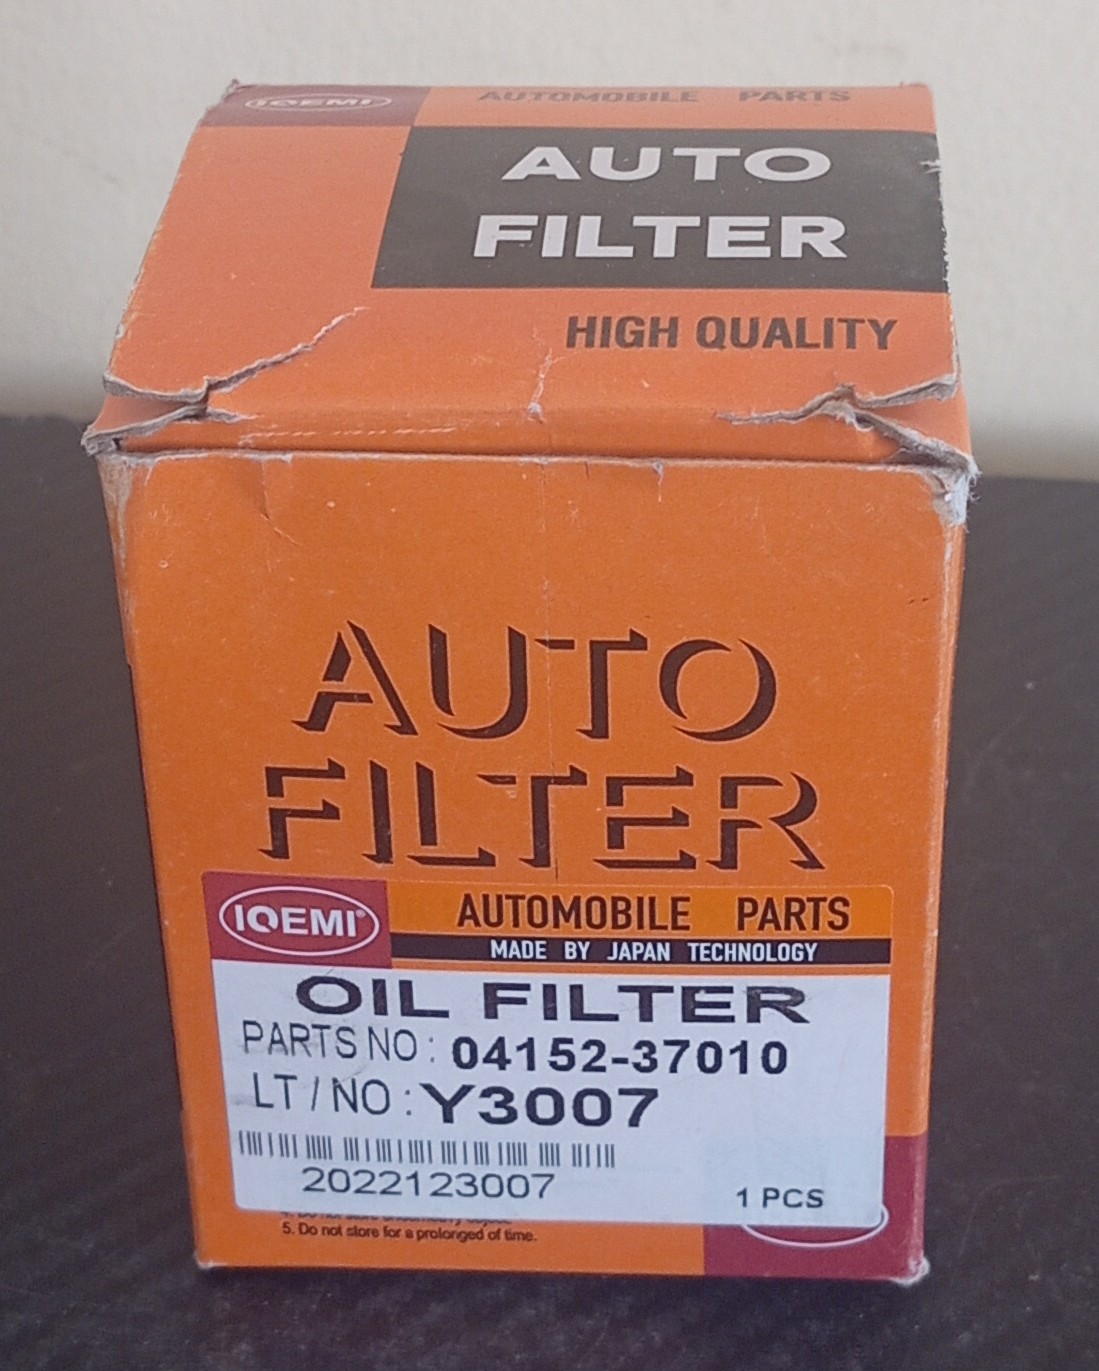 IQEMI
AUTOMOBILE PARTS
AUTO
FILTER
HIGH QUALITY
AUTO
FILTER
IQEMI®
AUTOMOBILE PARTS
MADE BY JAPAN TECHNOLOGY
OIL FILTER
PARTS NO: 04152-37010
LT/NO: Y3007
2022123007
1 PCS
5. Do not store for a prolonged of time.